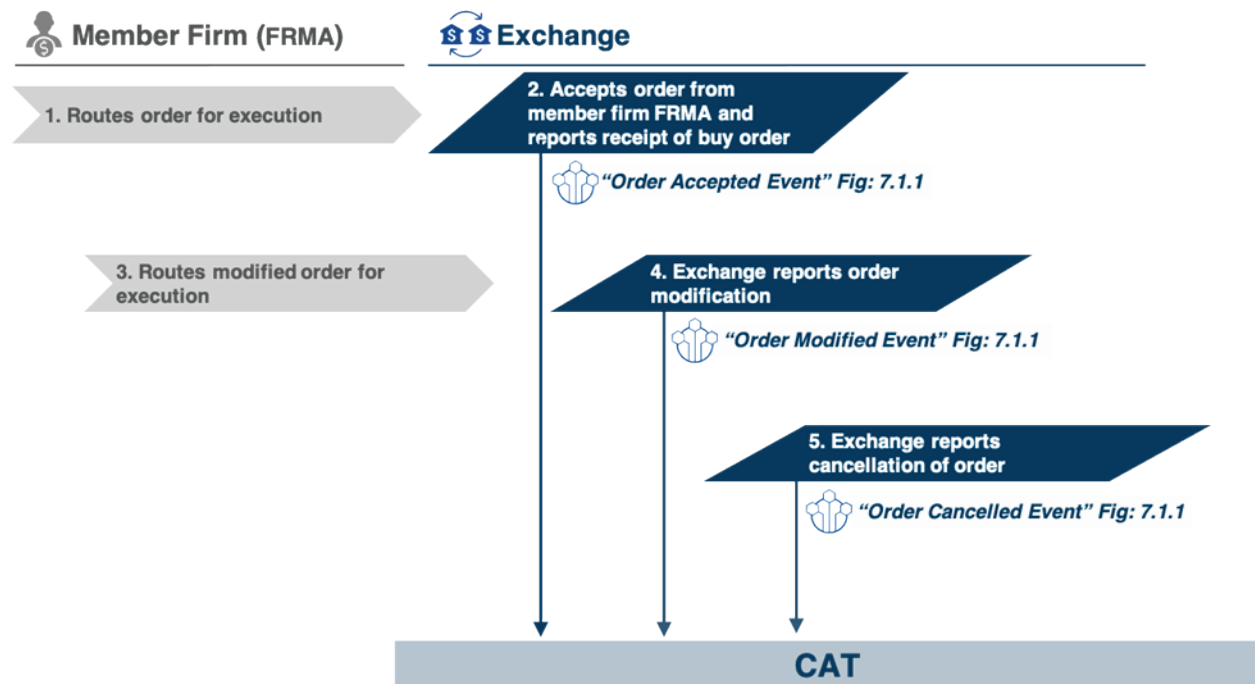 Member Firm (FRMA)
Exchange
1. Routes order for execution
2. Accepts order from
member firm FRMA and
reports receipt of buy order
“Order Accepted Event” Fig: 7.1.1
3. Routes modified order for
execution
4. Exchange reports order
modification
“Order Modified Event” Fig: 7.1.1
5. Exchange reports
cancellation of order
“Order Cancelled Event” Fig: 7.1.1
CAT